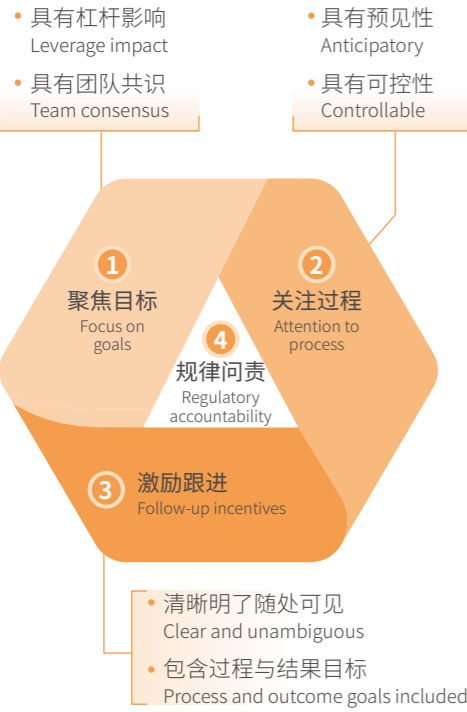 • 具有杠杆影响
Leverage impact
• 具有团队共识
Team consensus
• 具有预见性
Anticipatory
• 具有可控性
Controllable
1
聚焦目标
Focus on
goals
2
关注过程
Attention to
process
4
规律问责
Regulatory
accountability
3
激励跟进
Follow-up incentives
• 清晰明了随处可见
Clear and unambiguous
• 包含过程与结果目标
Process and outcome goals included